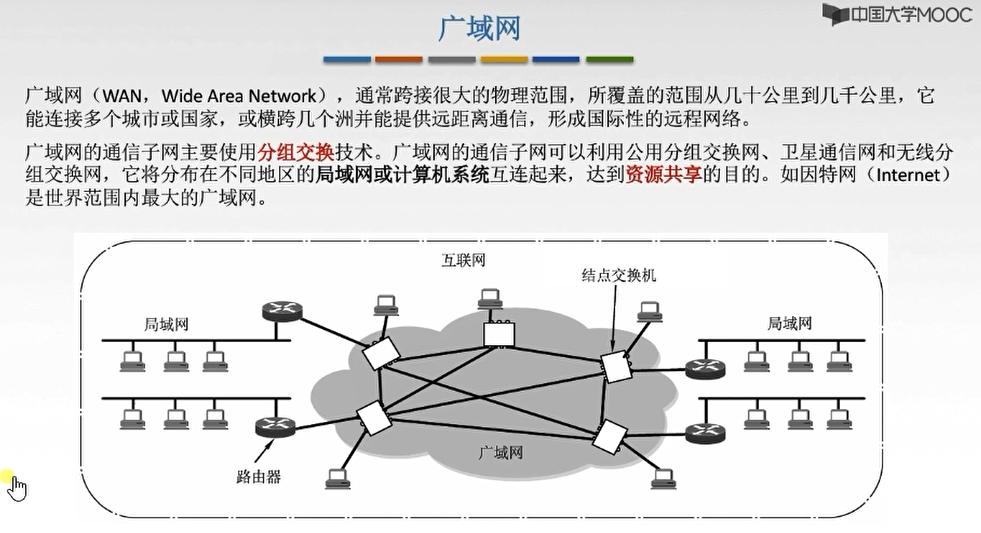 中国大学MOOC
广域网
广域网（WAN，Wide Area Network），通常跨接很大的物理范围，所覆盖的范围从几十公里到几千公里，它
能连接多个城市或国家，或横跨几个洲并能提供远距离通信，形成国际性的远程网络。
广域网的通信子网主要使用分组交换技术。广域网的通信子网可以利用公用分组交换网、卫星通信网和无线分
组交换网，它将分布在不同地区的局域网或计算机系统互连起来，达到资源共享的目的。如因特网（Internet）
是世界范围内最大的广域网。
互联网
结点交换机
局域网
局域网
广域网
路由器